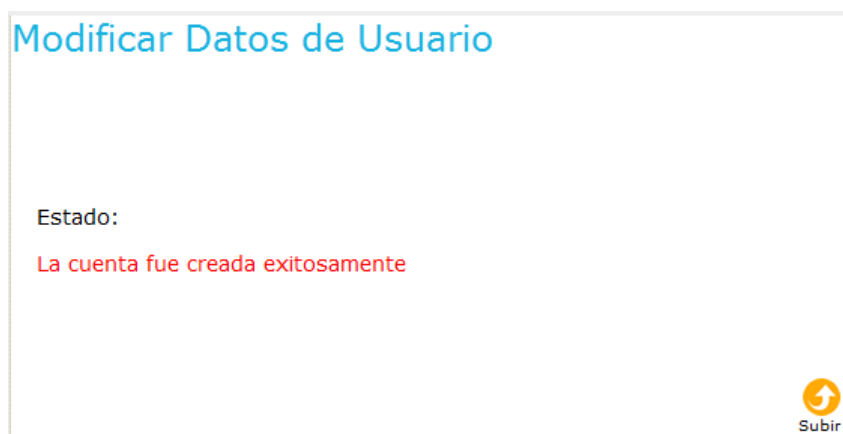 Modificar Datos de Usuario
Estado:
La cuenta fue creada exitosamente
Subir